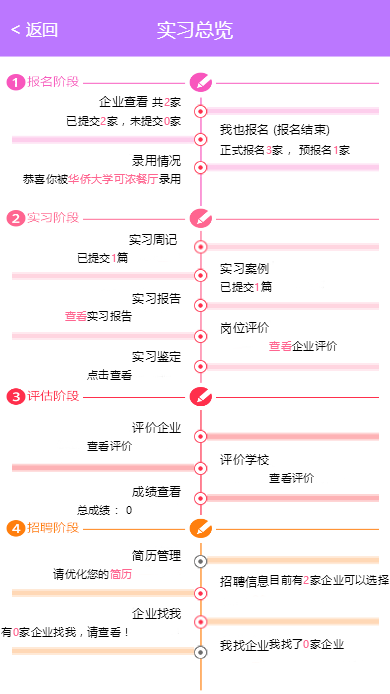 < 返回
实习总览
1 报名阶段
企业查看 共2家
已提交2家，未提交0家
我也报名 (报名结束)
正式报名3家 ，预报名1家
录用情况
恭喜你被华侨大学可浓餐厅录用
2 实习阶段
实习周记
已提交1篇
实习案例
已提交1篇
实习报告
查看实习报告
岗位评价
查看企业评价
实习鉴定
点击查看
3 评估阶段
评价企业
查看评价
评价学校
查看评价
成绩查看
总成绩 ： 0
4 招聘阶段
简历管理
请优化您的简历
招聘信息目前有2家企业可以选择
企业找我
有0家企业找我，请查看！
我找企业我找了0家企业